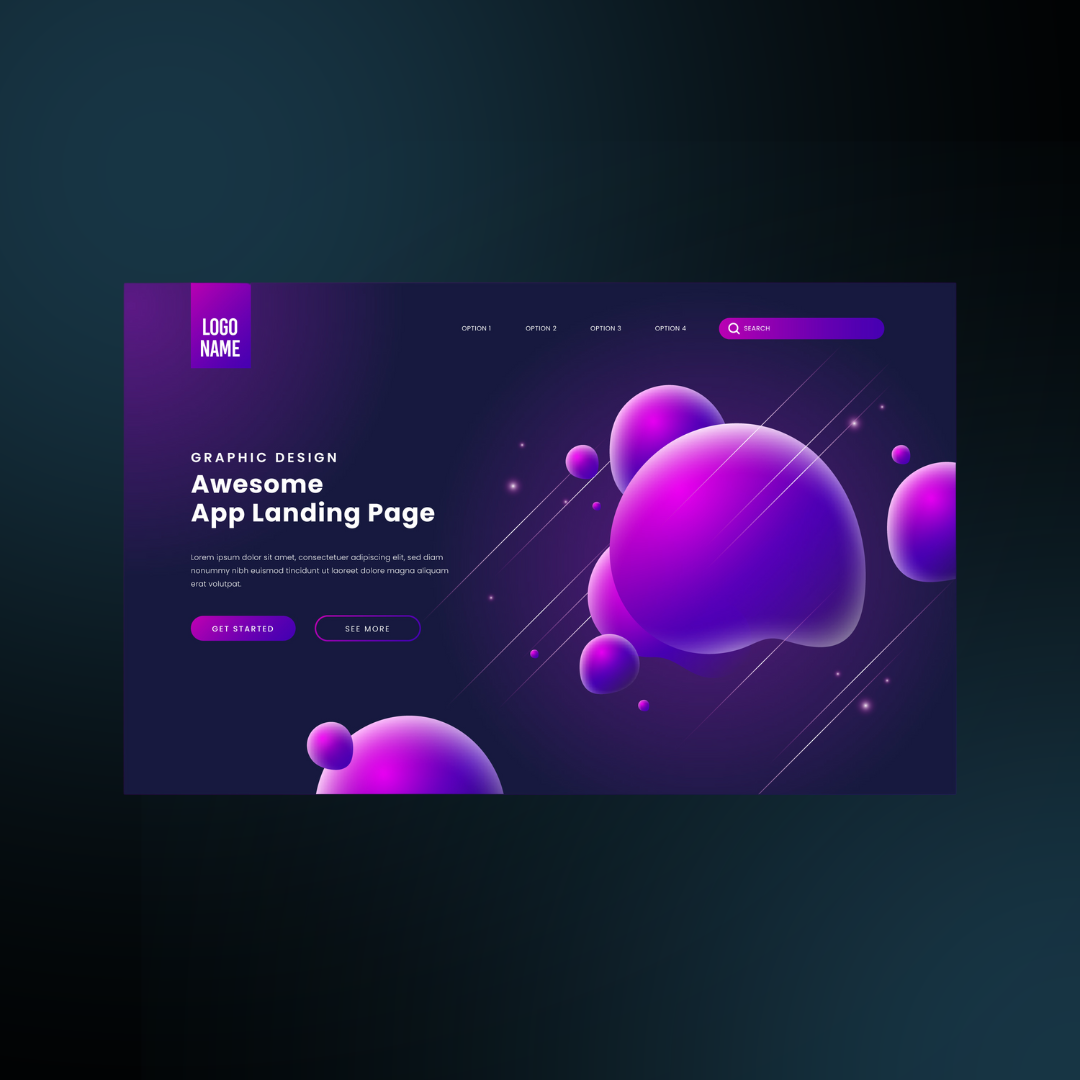 LOGO
NAME
OPTION 1 OPTION 2 OPTION 3 OPTION 4 SEARCH
GRAPHIC DESIGN
Awesome
App Landing Page
Lorem ipsum dolor sit amet, consectetuer adipiscing elit, sed diam
nonummy nibh euismod tincidunt ut laoreet dolore magna aliquam
erat volutpat.
GET STARTED SEE MORE